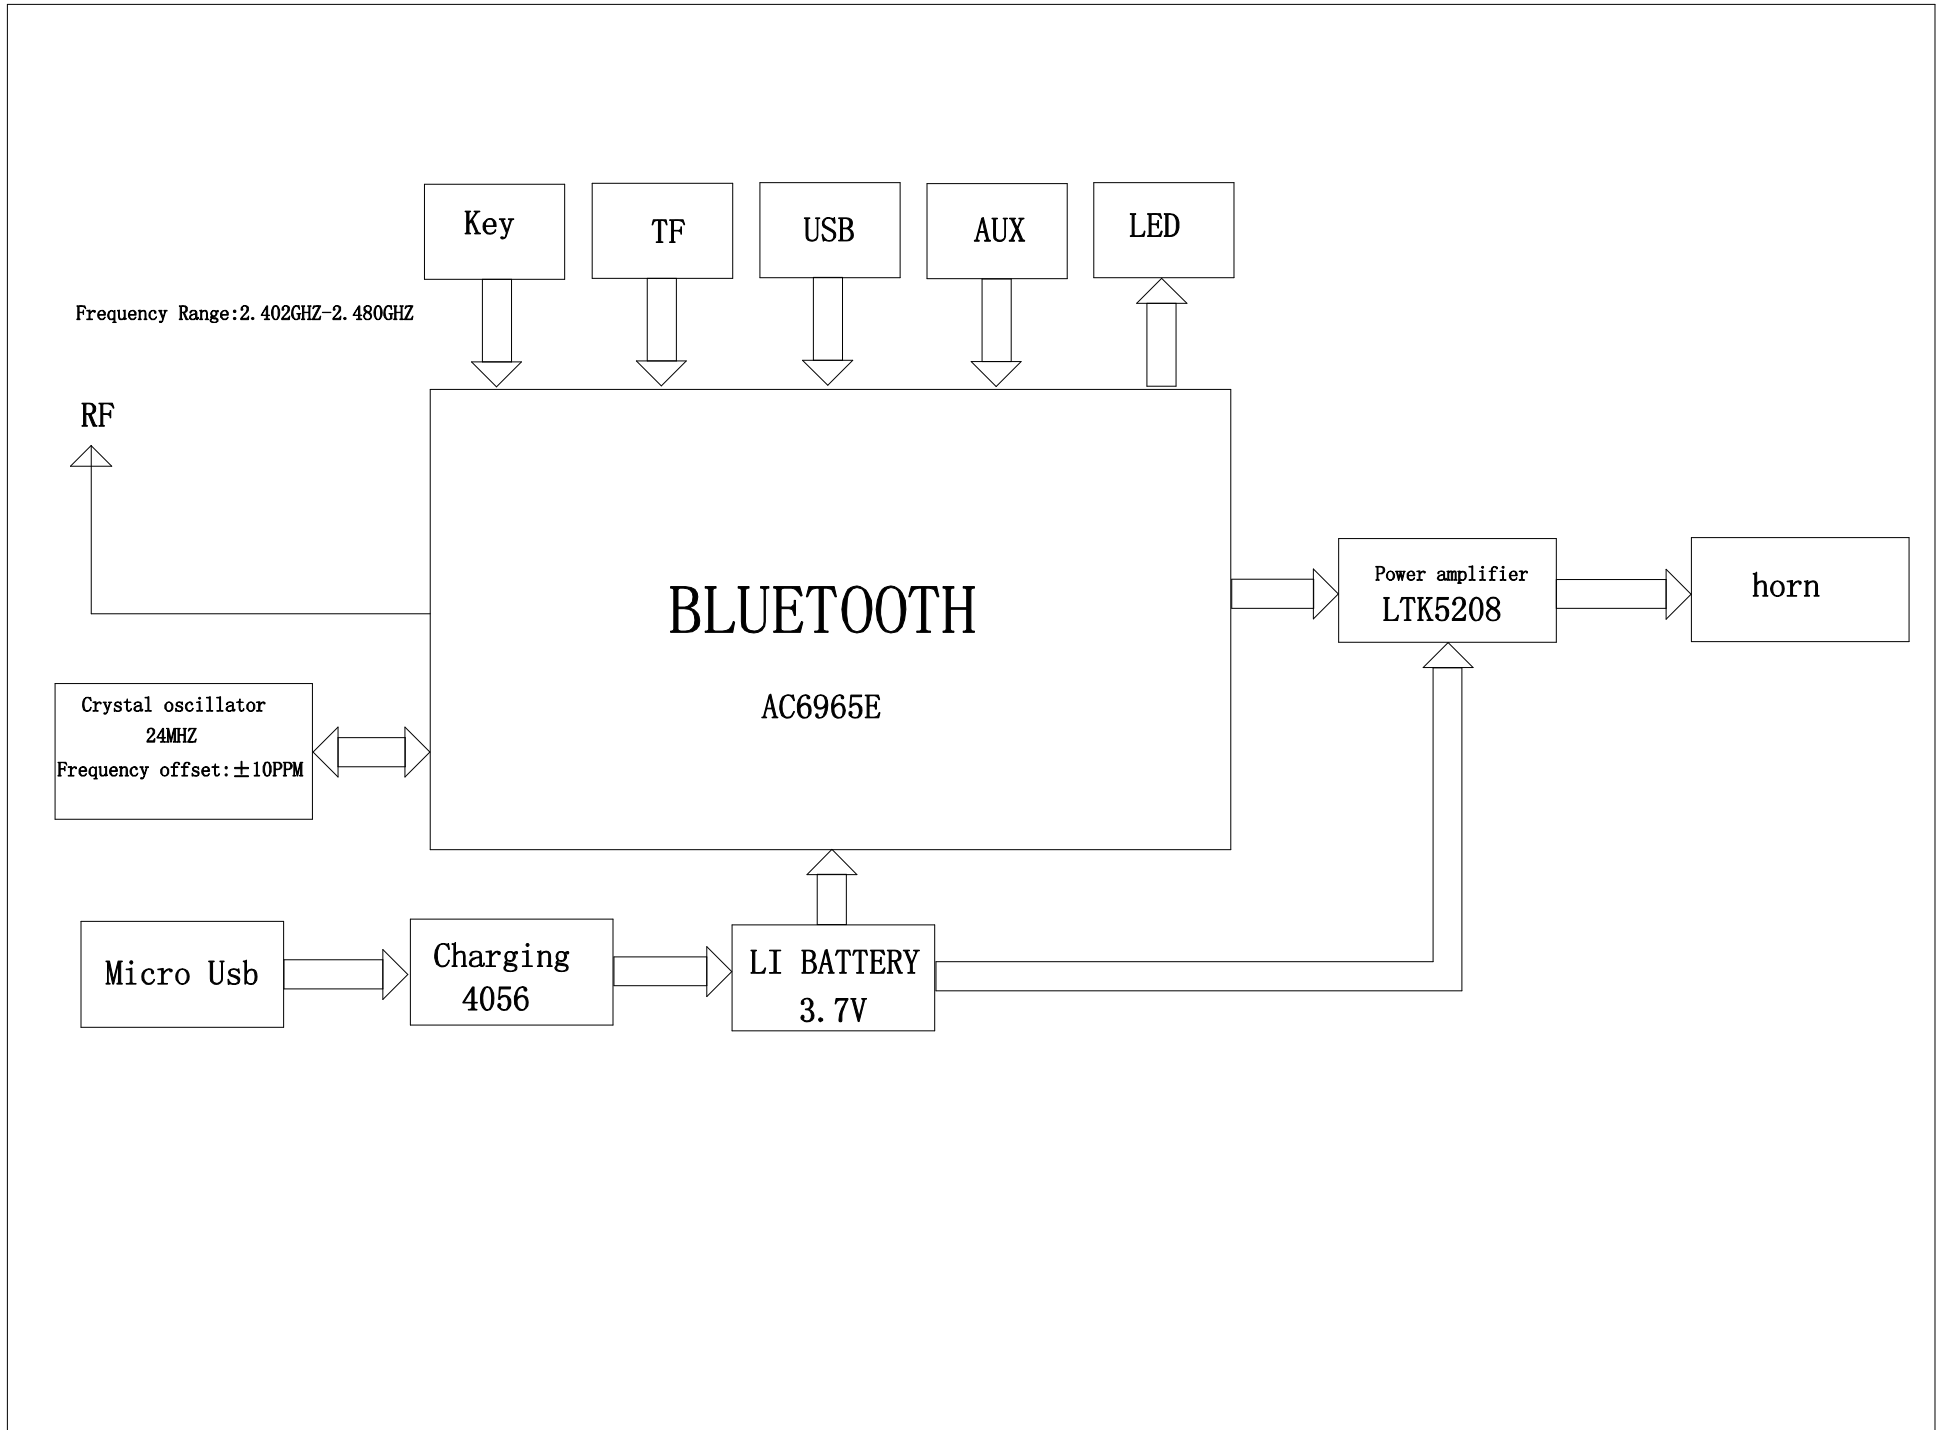 Key
TF
USB
AUX
LED
Frequency Range:2.402GHZ-2.480GHZ
RF
BLUETOOTH
AC6965E
Power amplifier
LTK5208
horn
Crystal oscillator
24MHZ
Frequency offset:±10PPM
Micro Usb
Charging
4056
LI BATTERY
3.7V